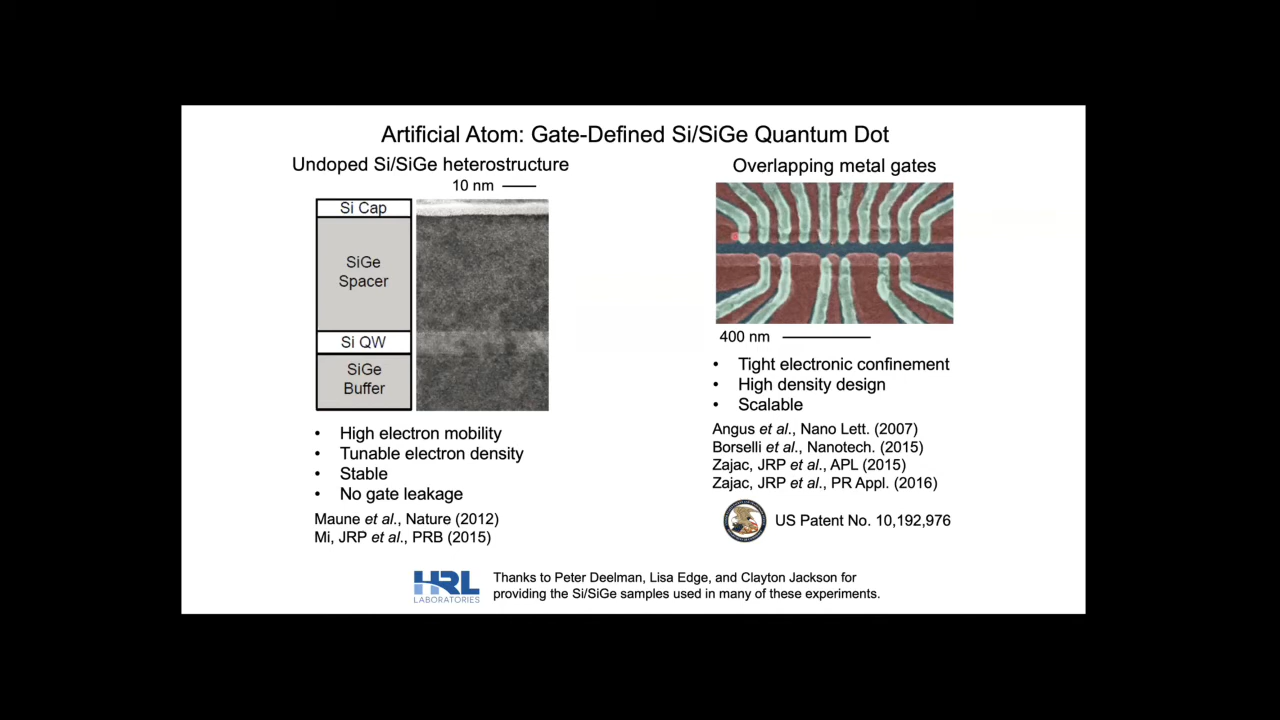 Artificial Atom: Gate-Defined Si/SiGe Quantum Dot
Undoped Si/SiGe heterostructure
10 nm
Si Cap
SiGe
Spacer
Si QW
SiGe
Buffer
• High electron mobility
• Tunable electron density
• Stable
• No gate leakage
Maune et al., Nature (2012)
Mi, JRP et al., PRB (2015)
Overlapping metal gates
400 nm
• Tight electronic confinement
• High density design
• Scalable
Angus et al., Nano Lett. (2007)
Borselli et al., Nanotech. (2015)
Zajac, JRP et al., APL (2015)
Zajac, JRP et al., PR Appl. (2016)
US Patent No. 10,192,976
HRL
LABORATORIES
Thanks to Peter Deelman, Lisa Edge, and Clayton Jackson for
providing the Si/SiGe samples used in many of these experiments.